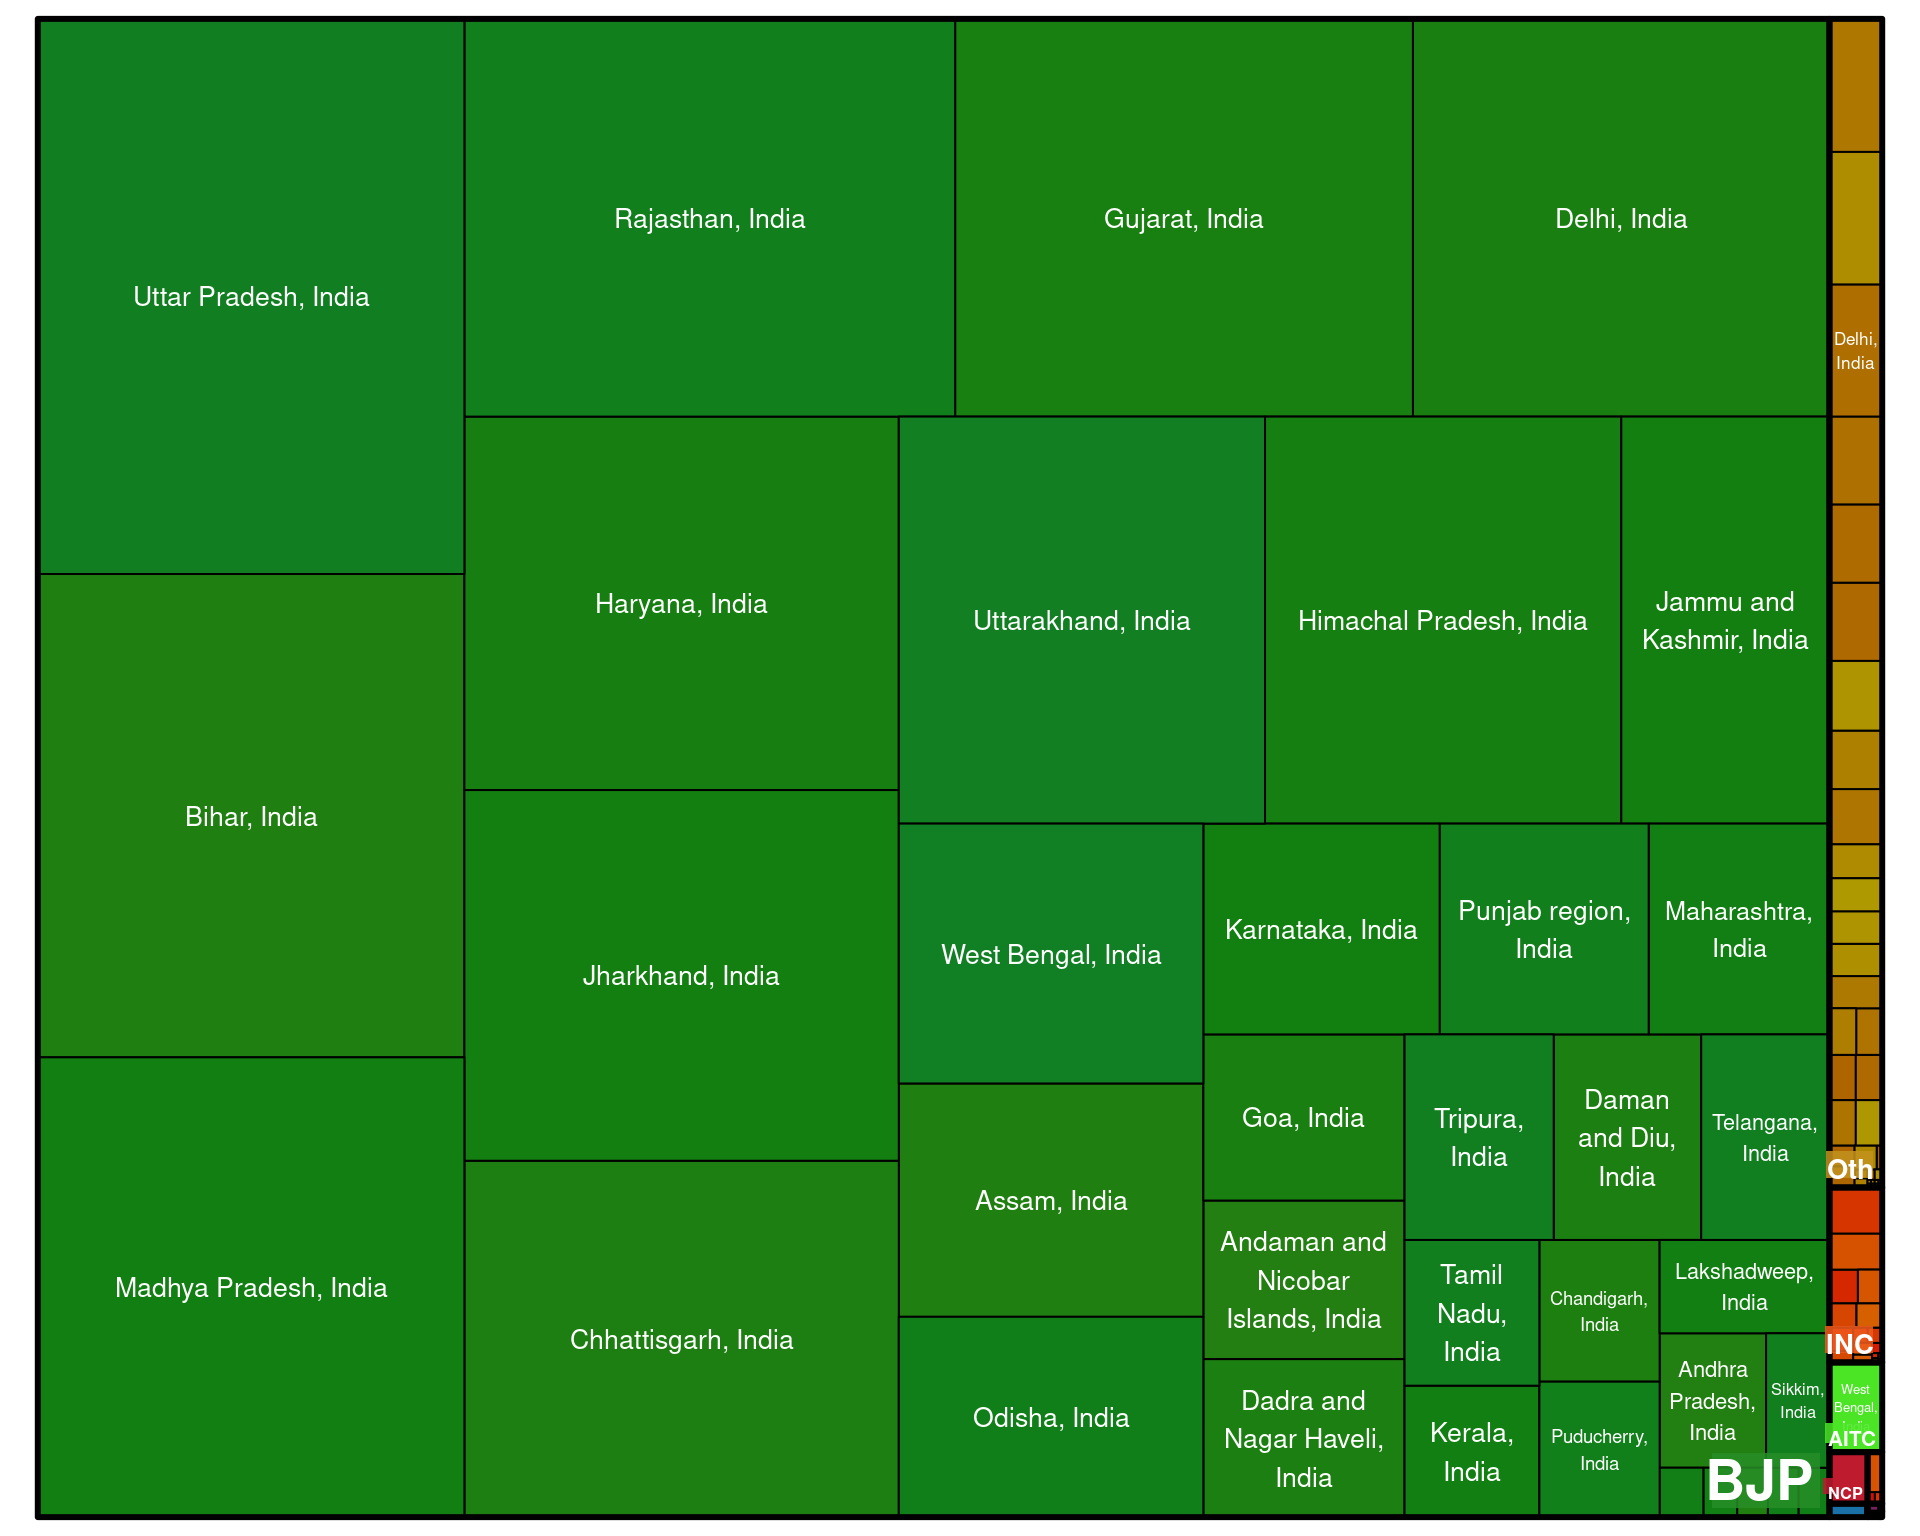 Uttar Pradesh, India
Rajasthan, India
Gujarat, India
Delhi, India
Delhi,
India
Bihar, India
Haryana, India
Uttarakhand, India
Himachal Pradesh, India
Jammu and
Kashmir, India
Jharkhand, India
West Bengal, India
Karnataka, India
Punjab region,
India
Maharashtra,
India
Madhya Pradesh, India
Chhattisgarh, India
Assam, India
Odisha, India
Goa, India
Tripura,
India
Daman
and Diu,
India
Telangana,
India
Andaman and
Nicobar
Islands, India
Tamil
Nadu,
India
Chandigarh,
India
Lakshadweep,
India
Dadra and
Nagar Haveli,
India
Kerala,
India
Puducherry,
India
Andhra
Pradesh,
India
Sikkim,
India
BJP
Oth
INC
West
Bengal,
AITC
NCP